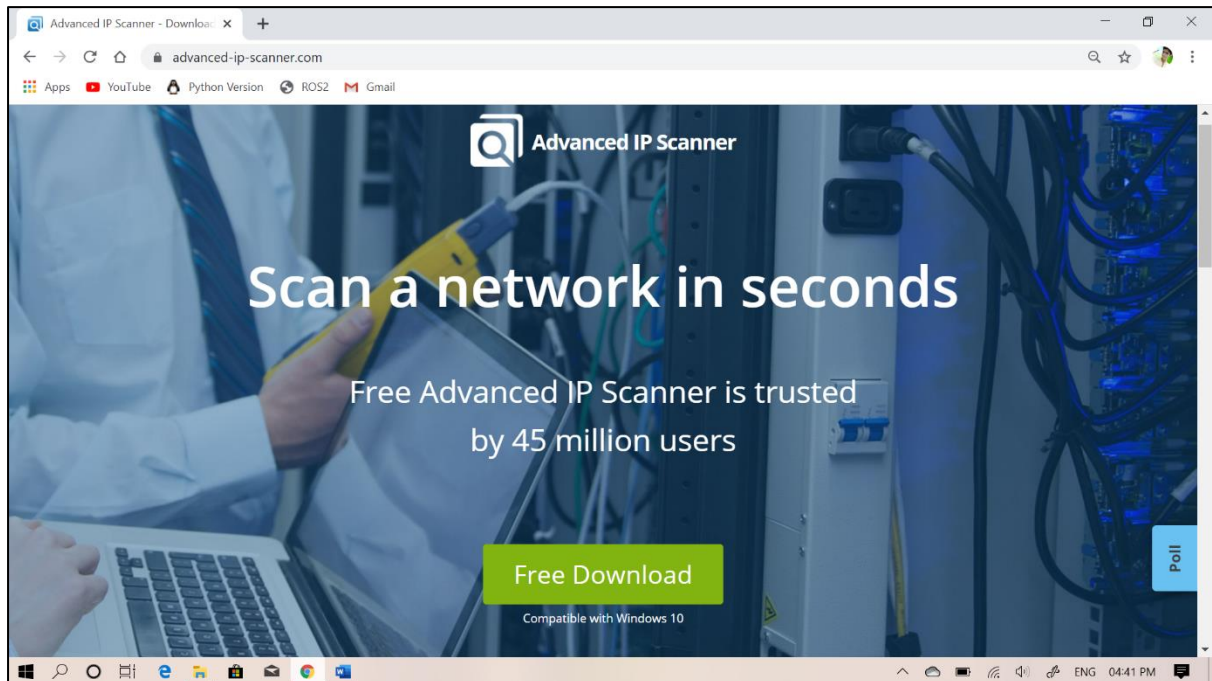 Advanced IP Scanner - Downloa
advanced-ip-scanner.com
Apps YouTube Python Version ROS2 Gmail
Advanced IP Scanner
Scan a network in seconds
Free Advanced IP Scanner is trusted
by 45 million users
Free Download
Compatible with Windows 10
Poll
ENG 04:41 PM